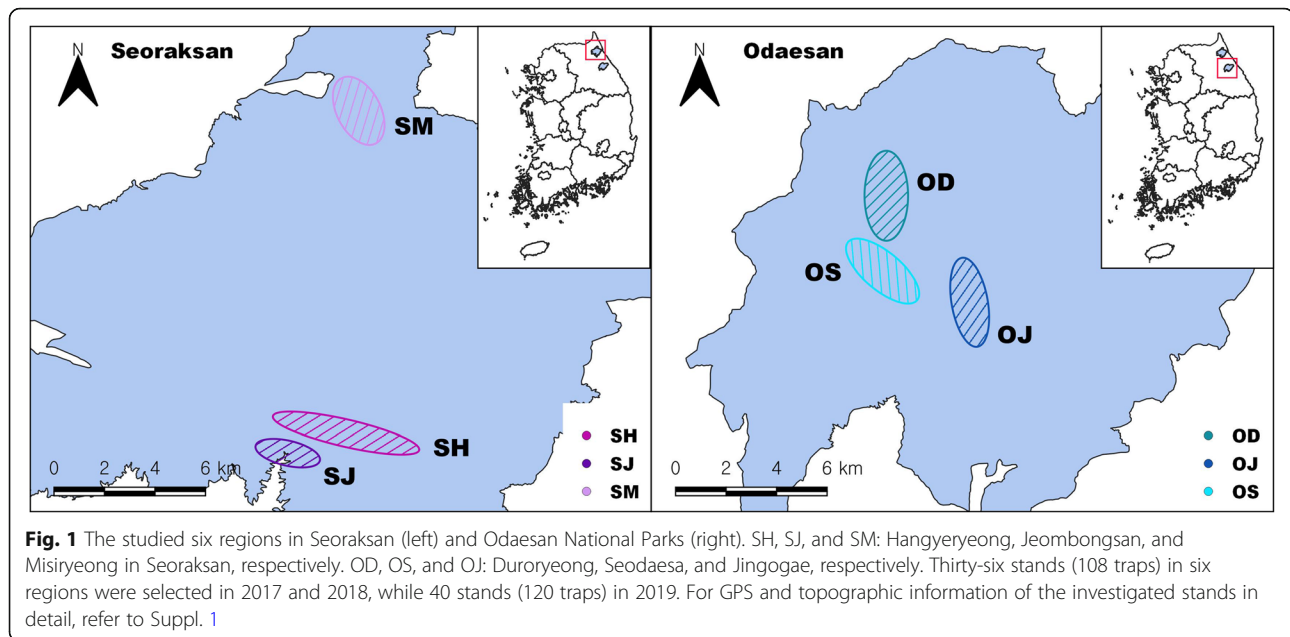 N
Seoraksan
SM
SH
SJ
0 2 4 6 km
SH
SJ
SM
N
Odaesan
OD
OS
OJ
0 2 4 6 km
OD
OJ
OS
Fig. 1 The studied six regions in Seoraksan (left) and Odaesan National Parks (right). SH, SJ, and SM: Hangyeryeong, Jeombongsan, and
Misiryeong in Seoraksan, respectively. OD, OS, and OJ: Duroryeong, Seodaesa, and Jingogae, respectively. Thirty-six stands (108 traps) in six
regions were selected in 2017 and 2018, while 40 stands (120 traps) in 2019. For GPS and topographic information of the investigated stands in
detail, refer to Suppl. 1